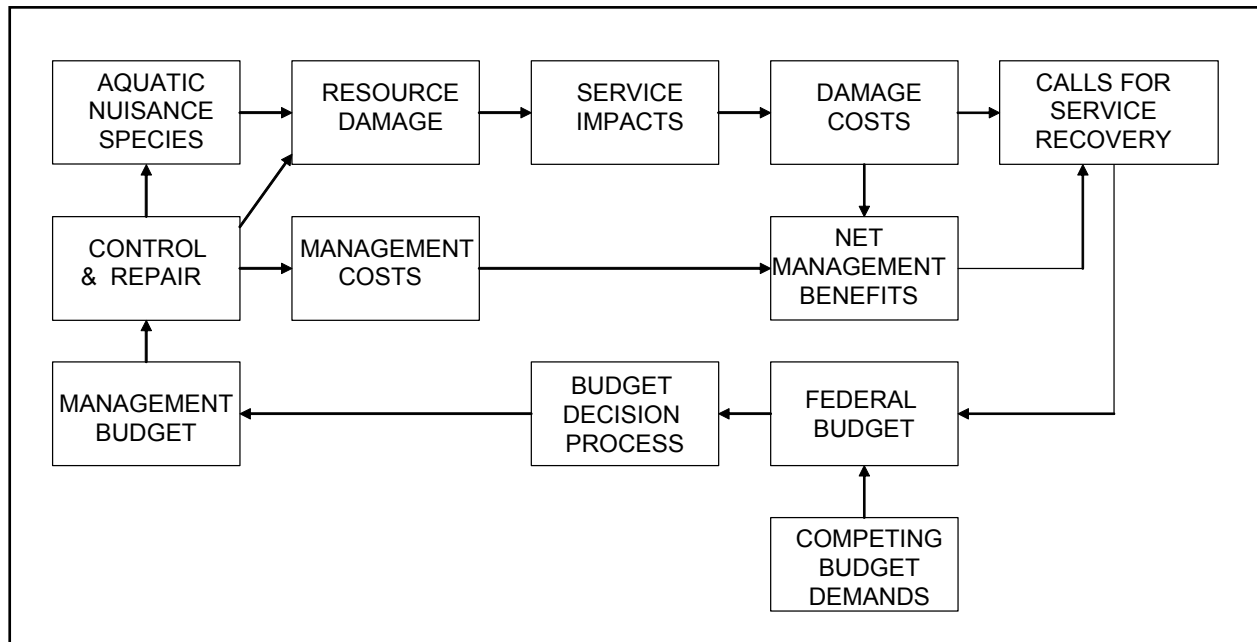 AQUATIC
NUISANCE
SPECIES
RESOURCE
DAMAGE
SERVICE
IMPACTS
DAMAGE
COSTS
CALLS FOR
SERVICE
RECOVERY
CONTROL
& REPAIR
MANAGEMENT
COSTS
NET
MANAGEMENT
BENEFITS
MANAGEMENT
BUDGET
BUDGET
DECISION
PROCESS
FEDERAL
BUDGET
COMPETING
BUDGET
DEMANDS